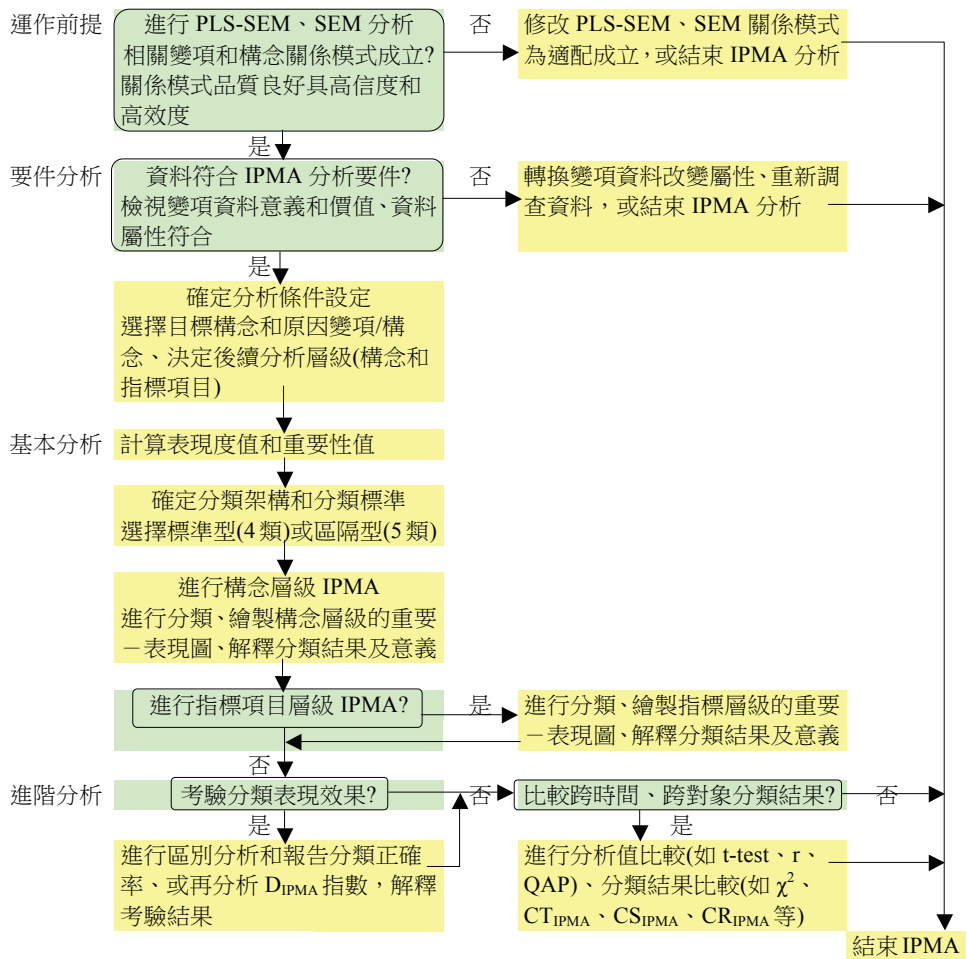 運作前提
進行 PLS-SEM、SEM 分析
相關變項和構念關係模式成立?
關係模式品質良好具高信度和
高效度
否
修改 PLS-SEM、SEM 關係模式
為適配成立,或結束 IPMA 分析
是
要件分析
資料符合 IPMA 分析要件?
檢視變項資料意義和價值、資料
屬性符合
否
轉換變項資料改變屬性、重新調
查資料,或結束 IPMA 分析
是
確定分析條件設定
選擇目標構念和原因變項/構
念、決定後續分析層級(構念和
指標項目)
基本分析
計算表現度值和重要性值
確定分類架構和分類標準
選擇標準型(4 類)或區隔型(5 類)
進行構念層級 IPMA
進行分類、繪製構念層級的重要
－表現圖、解釋分類結果及意義
進行指標項目層級 IPMA?
是
進行分類、繪製指標層級的重要
－表現圖、解釋分類結果及意義
否
進階分析
考驗分類表現效果?
否
比較跨時間、跨對象分類結果?
否
是
進行區別分析和報告分類正確
率、或再分析 D_IPMA 指數,解釋
考驗結果
是
進行分析值比較(如 t-test、r、
QAP)、分類結果比較(如 χ²、
CT_IPMA、CS_IPMA、CR_IPMA 等)
結束 IPMA